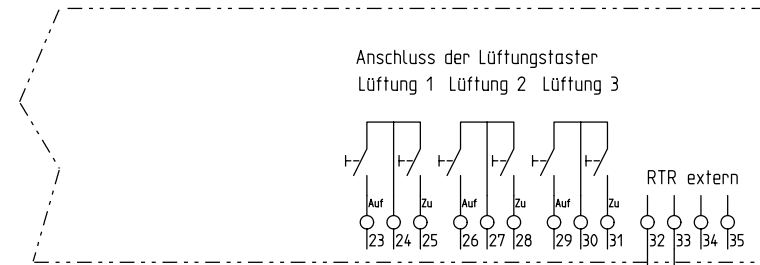 Anschluss der Lüftungstaster
Lüftung 1 Lüftung 2 Lüftung 3
RTR extern
Auf Zu Auf Zu Auf Zu
23 24 25 26 27 28 29 30 31 32 33 34 35